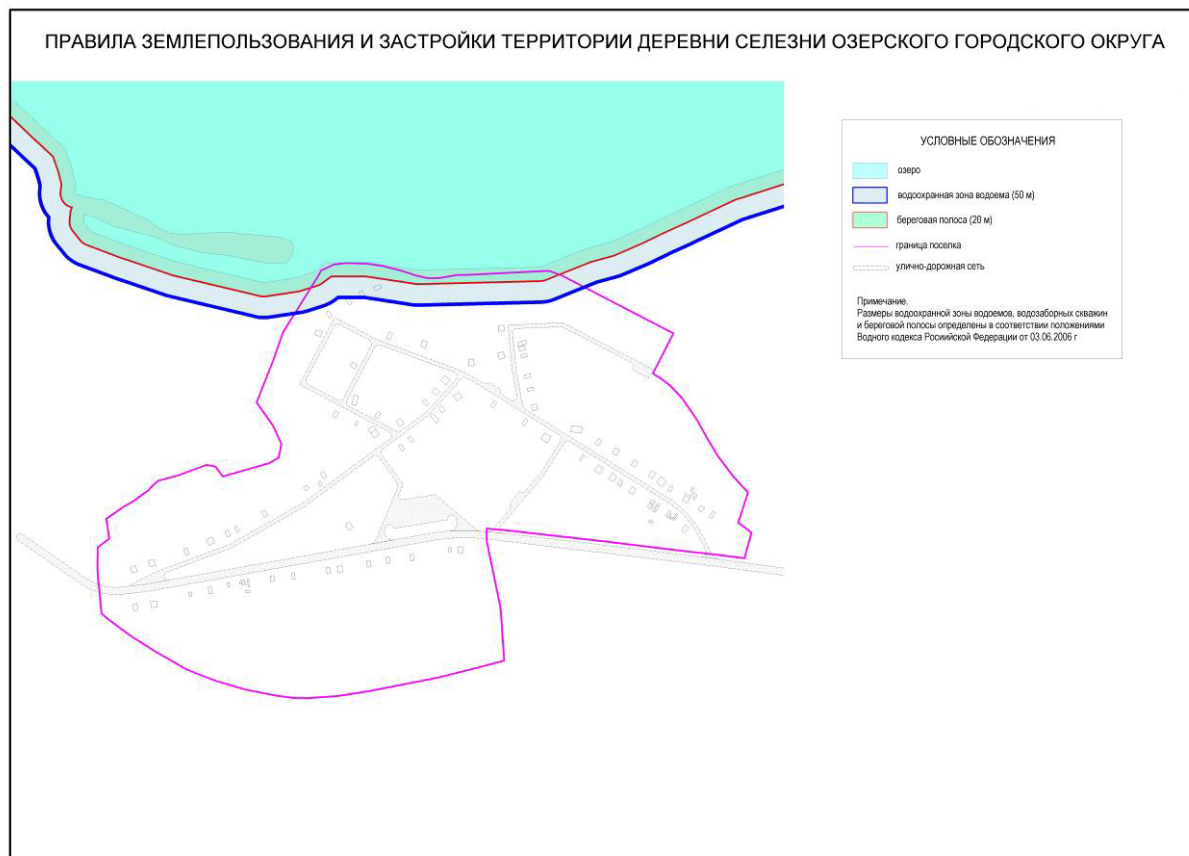 ПРАВИЛА ЗЕМЛЕПОЛЬЗОВАНИЯ И ЗАСТРОЙКИ ТЕРРИТОРИИ ДЕРЕВНИ СЕЛЕЗНИ ОЗЕРСКОГО ГОРОДСКОГО ОКРУГА
УСЛОВНЫЕ ОБОЗНАЧЕНИЯ
озеро
водоохранная зона водоема (50 м)
береговая полоса (20 м)
граница поселка
улично-дорожная сеть
Примечание.
Размеры водоохранной зоны водоемов, водозаборных скважин
и береговой полосы определены в соответствии положениями
Водного кодекса Росиийской Федерации от 03.06.2006 г